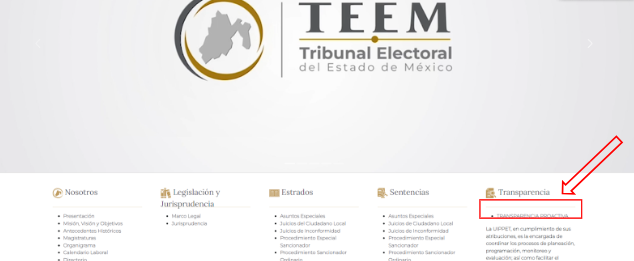 TEEM
Tribunal Electoral
del Estado de México
Nosotros
Presentación
Misión, Visión y Objetivos
Antecedentes Históricos
Magistraturas
Organigrama
Calendario Laboral
Directorio
Legislación y
Jurisprudencia
Marco Legal
Jurisprudencia
Estrados
Asuntos Especiales
Juicios de Ciudadano Local
Juicios de Inconformidad
Procedimiento Especial
Sancionador
Procedimiento Sancionador
Ordinario
Sentencias
Asuntos Especiales
Juicios de Ciudadano Local
Juicios de Inconformidad
Procedimiento Especial
Sancionador
Procedimiento Sancionador
Ordinario
Transparencia
TRANSPARENCIA PROACTIVA
La UIPPET, en cumplimiento de sus
atribuciones, es la encargada de
coordinar los procesos de planeación,
programación, monitoreo y
evaluación, así como facilitar el